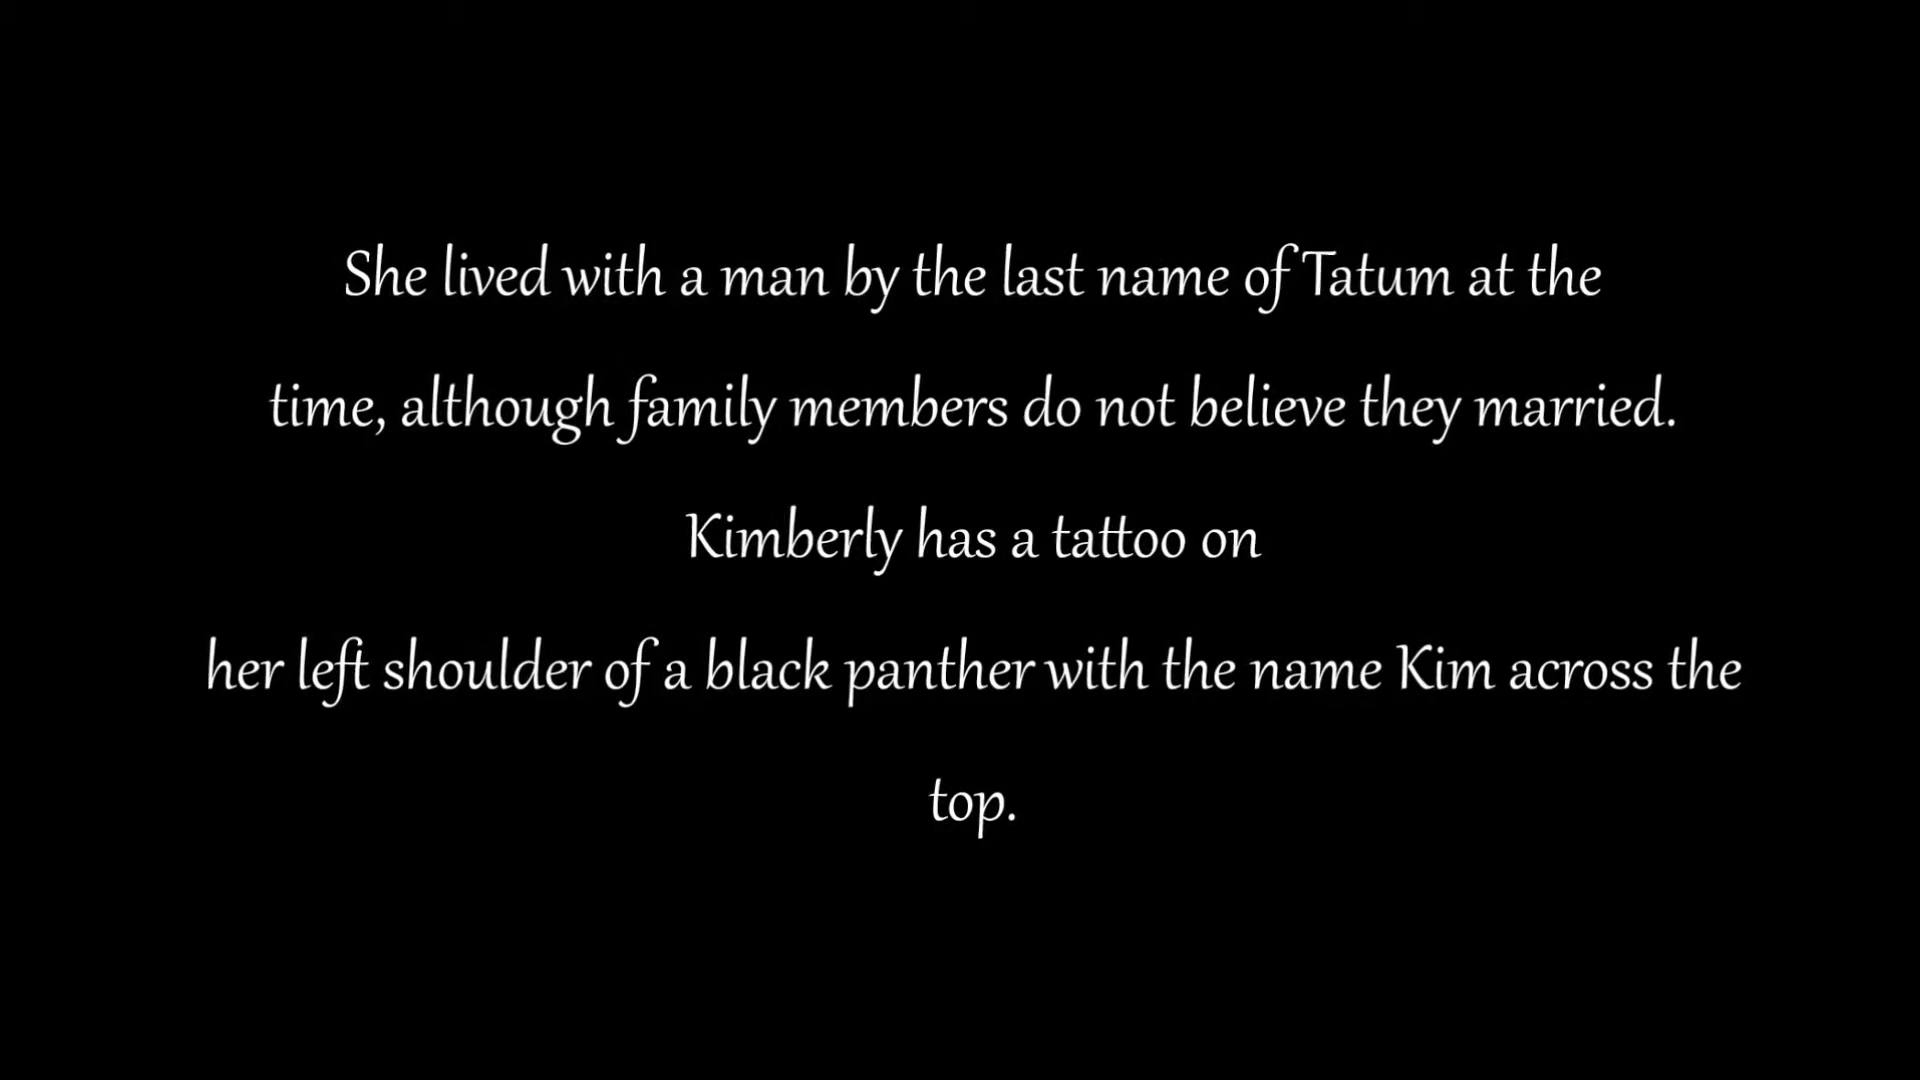 She lived with a man by the last name of Tatum at the
time, although family members do not believe they married.
Kimberly has a tattoo on
her left shoulder of a black panther with the name Kim across the
top.